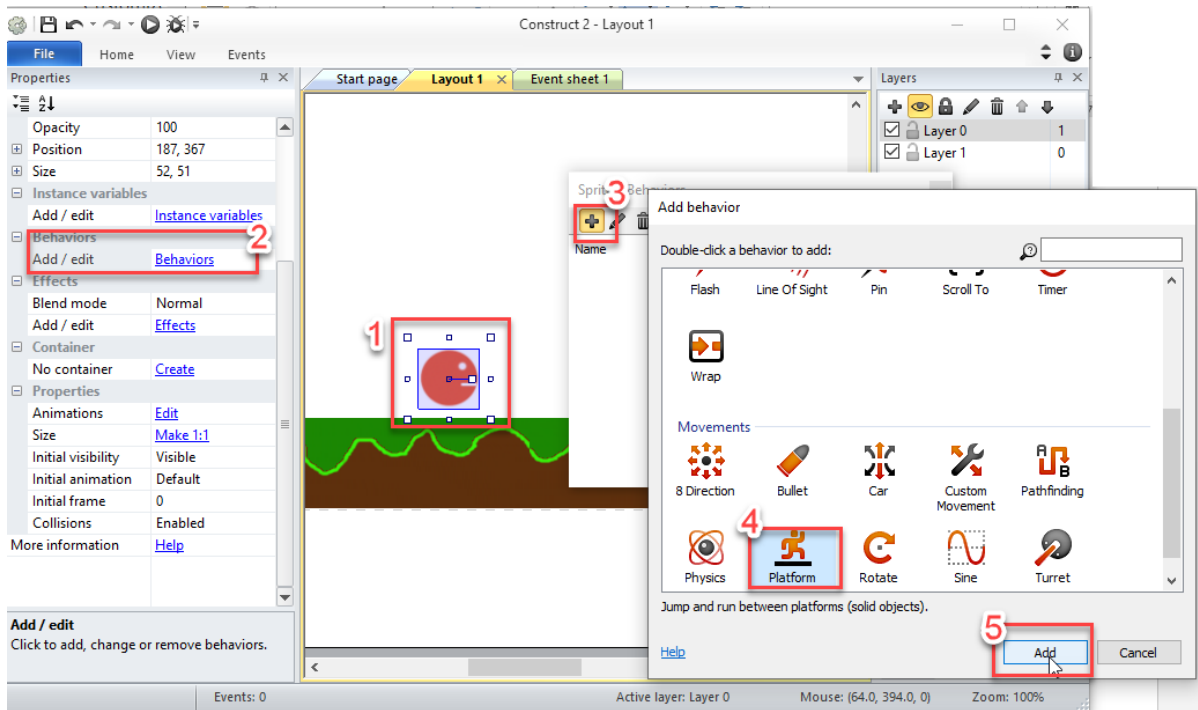 Construct 2 - Layout 1
File Home View Events
Properties
Opacity 100
Position 187, 367
Size 52, 51
Instance variables
Add / edit Instance variables
Behaviors
Add / edit Behaviors
2
Effects
Blend mode Normal
Add / edit Effects
Container
No container Create
Properties
Animations Edit
Size Make 1:1
Initial visibility Visible
Initial animation Default
Initial frame 0
Collisions Enabled
More information Help
Add / edit
Click to add, change or remove behaviors.
Start page Layout 1 Event sheet 1
1
Layers
Layer 0 1
Layer 1 0
3
Name
Add behavior
Double-click a behavior to add:
Flash Line Of Sight Pin Scroll To Timer
Wrap
Movements
8 Direction Bullet Car Custom Movement Pathfinding
4
Physics Platform Rotate Sine Turret
Jump and run between platforms (solid objects).
5
Help Add Cancel
Events: 0 Active layer: Layer 0 Mouse: (64.0, 394.0, 0) Zoom: 100%